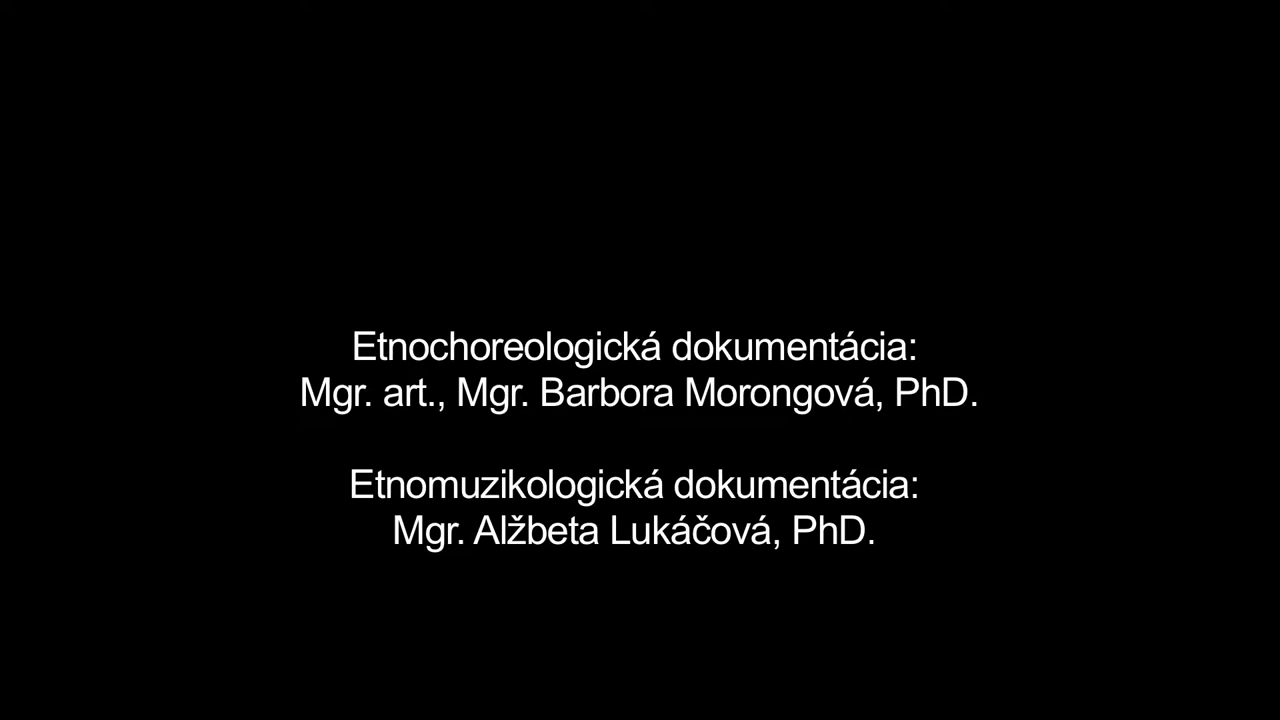 Etnochoreologická dokumentácia:
Mgr. art., Mgr. Barbora Morongová, PhD.
Etnomuzikologická dokumentácia:
Mgr. Alžbeta Lukáčová, PhD.